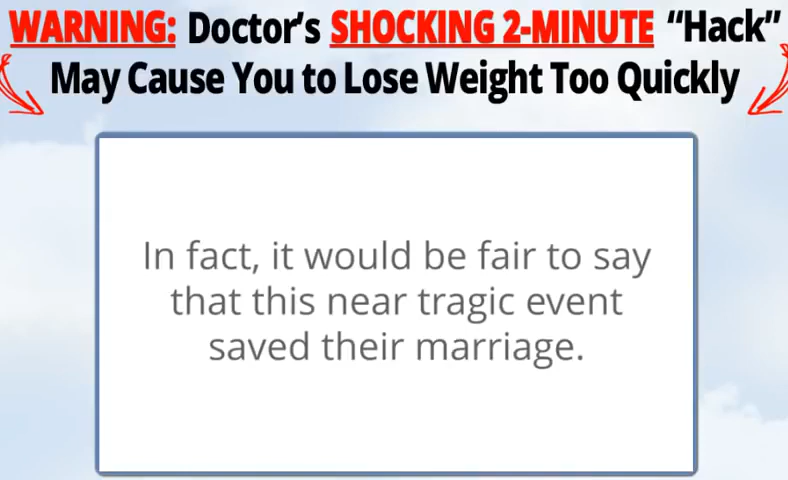 WARNING: Doctor's SHOCKING 2-MINUTE “Hack”
May Cause You to Lose Weight Too Quickly
In fact, it would be fair to say
that this near tragic event
saved their marriage.